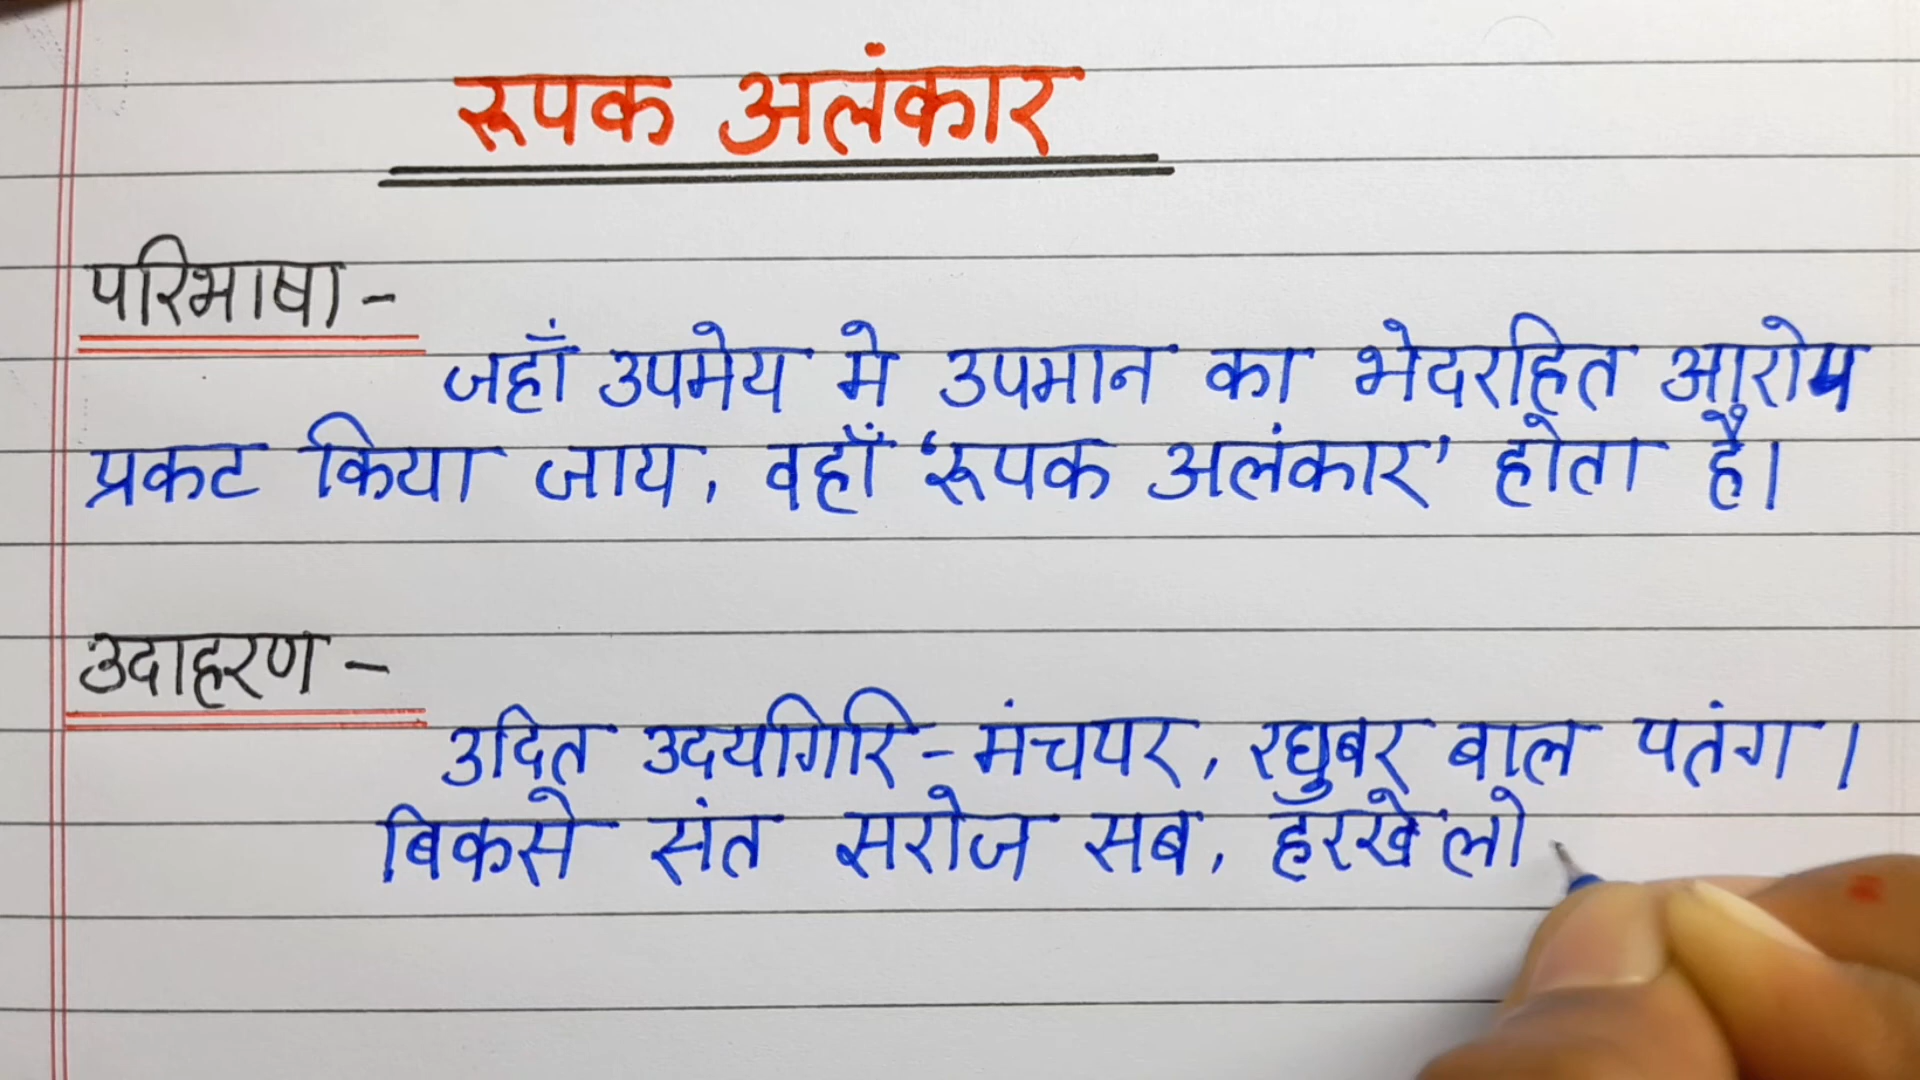 रूपक अलंकार
परिभाषा -
जहाँ उपमेय मे उपमान का भेदरहित आरोप
प्रकट किया जाय, वहाँ 'रूपक अलंकार' होता है।
उदाहरण -
उदित उदयगिरि - मंचपर, रघुबर बाल पतंग ।
बिकसे संत सरोज सब, हरखे लो